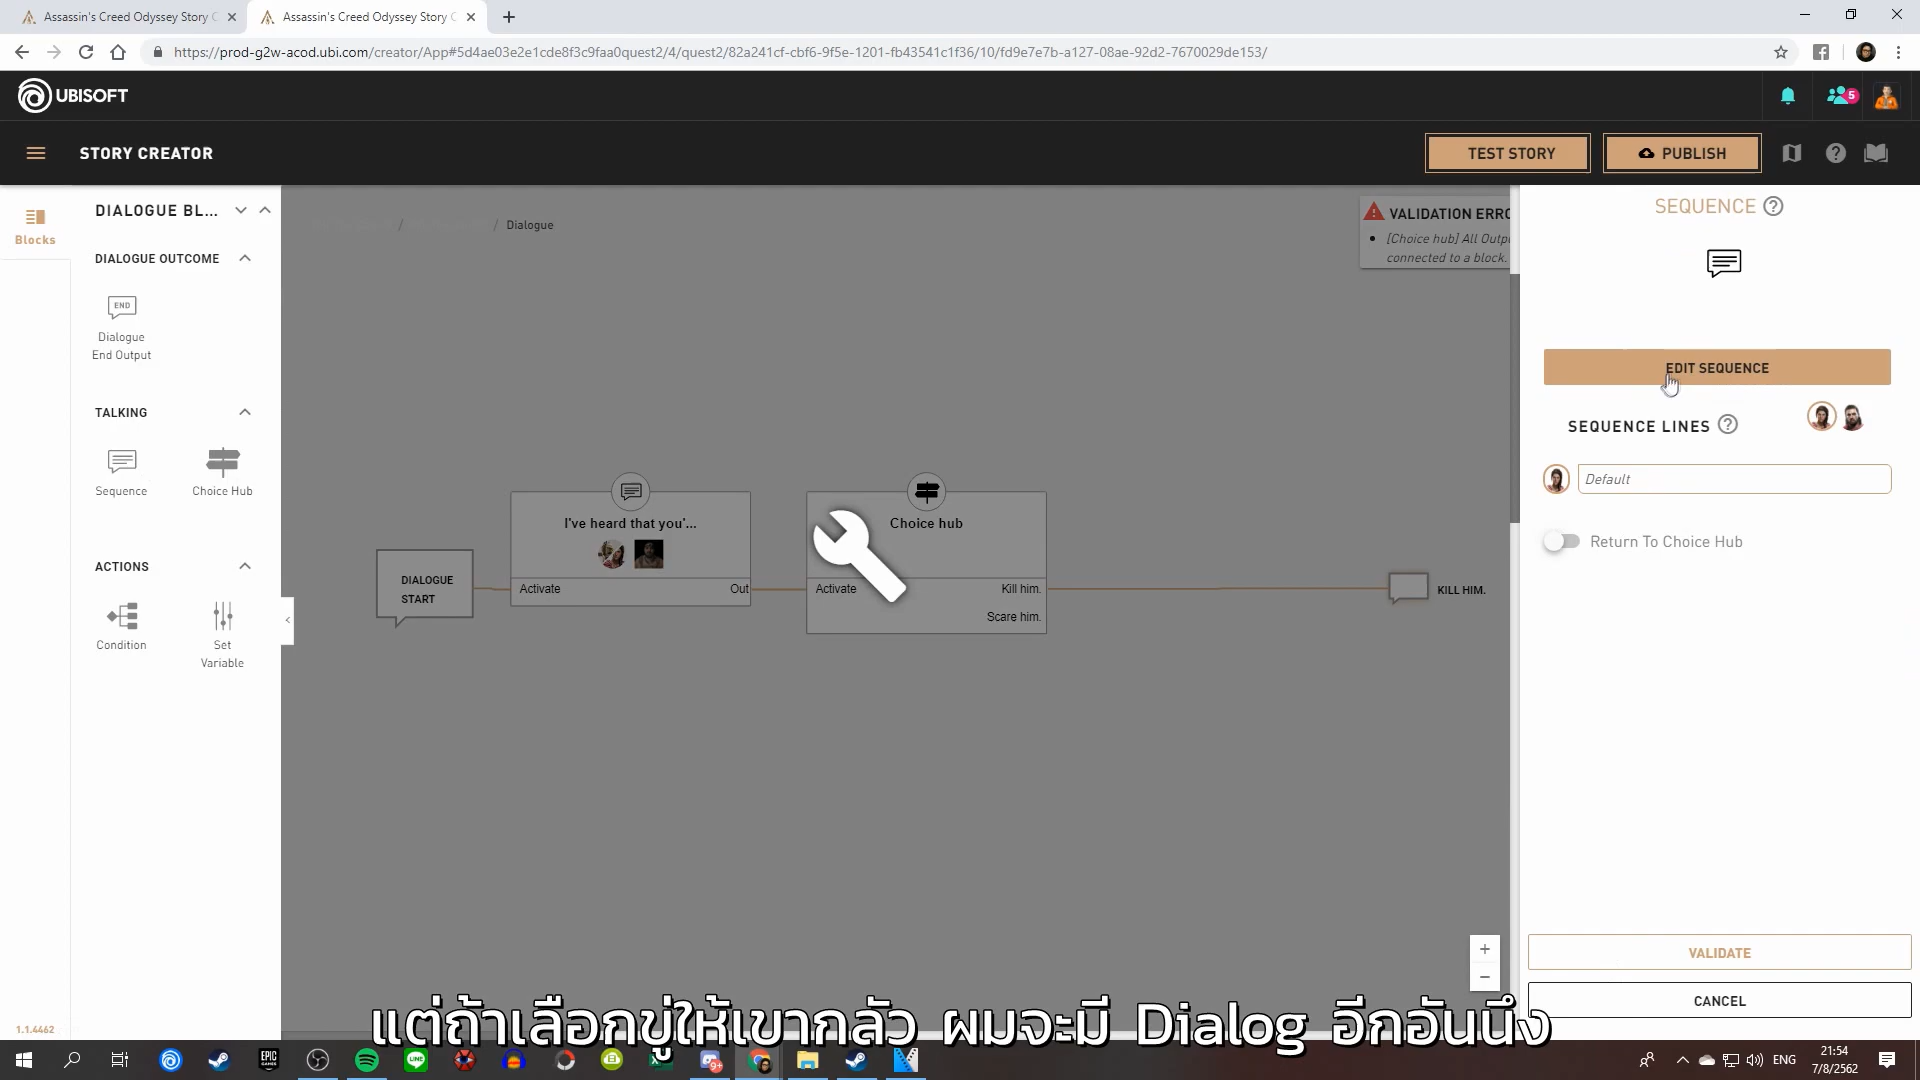 Assassin's Creed Odyssey Story C
Assassin's Creed Odyssey Story C
https://prod-g2w-acod.ubi.com/creator/App#5d4ae03e2e1cde8f3c9faa0quest2/4/quest2/82a241cf-cbf6-9f5e-1201-fb43541c1f36/10/fd9e7e7b-a127-08ae-92d2-7670029de153/
UBISOFT
5
STORY CREATOR
TEST STORY
PUBLISH
Blocks
DIALOGUE BL...
DIALOGUE OUTCOME
END
Dialogue
End Output
TALKING
Sequence
Choice Hub
ACTIONS
Condition
Set
Variable
1.1.4462
/ / Dialogue
VALIDATION ERRO
[Choice hub] All Outp
connected to a block.
DIALOGUE
START
I've heard that you'...
Activate
Out
Choice hub
Activate
Kill him.
Scare him.
KILL HIM.
SEQUENCE
EDIT SEQUENCE
SEQUENCE LINES
Default
Return To Choice Hub
VALIDATE
CANCEL
แต่ถ้าเลือกขู่ให้เขากลัว ผมจะมี Dialog อีกอันนึง
EPIC
LINE
9+
ENG
21:54
7/8/2562